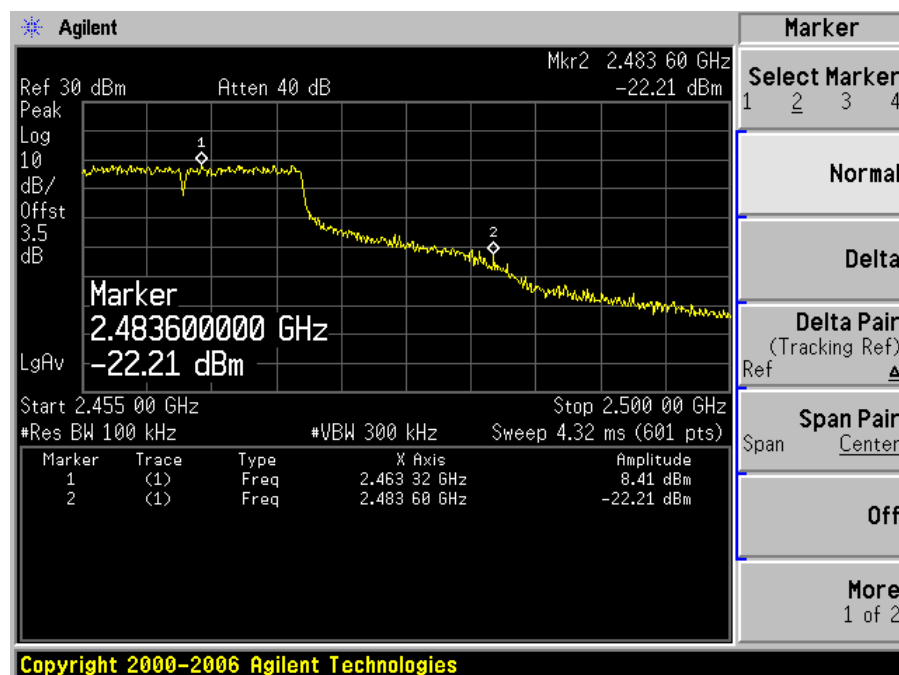 Agilent
Marker
Mkr2 2.483 60 GHz
Ref 30 dBm Atten 40 dB -22.21 dBm
Peak
Log
10
dB/
Offst
3.5
dB
LgAv
1
2
Marker
2.483600000 GHz
-22.21 dBm
Start 2.455 00 GHz Stop 2.500 00 GHz
#Res BW 100 kHz #VBW 300 kHz Sweep 4.32 ms (601 pts)
Marker Trace Type X Axis Amplitude
1 (1) Freq 2.463 32 GHz 8.41 dBm
2 (1) Freq 2.483 60 GHz -22.21 dBm
Select Marker
1 2 3 4
Normal
Delta
Delta Pair
(Tracking Ref)
Ref Δ
Span Pair
Span Center
Off
More
1 of 2
Copyright 2000-2006 Agilent Technologies